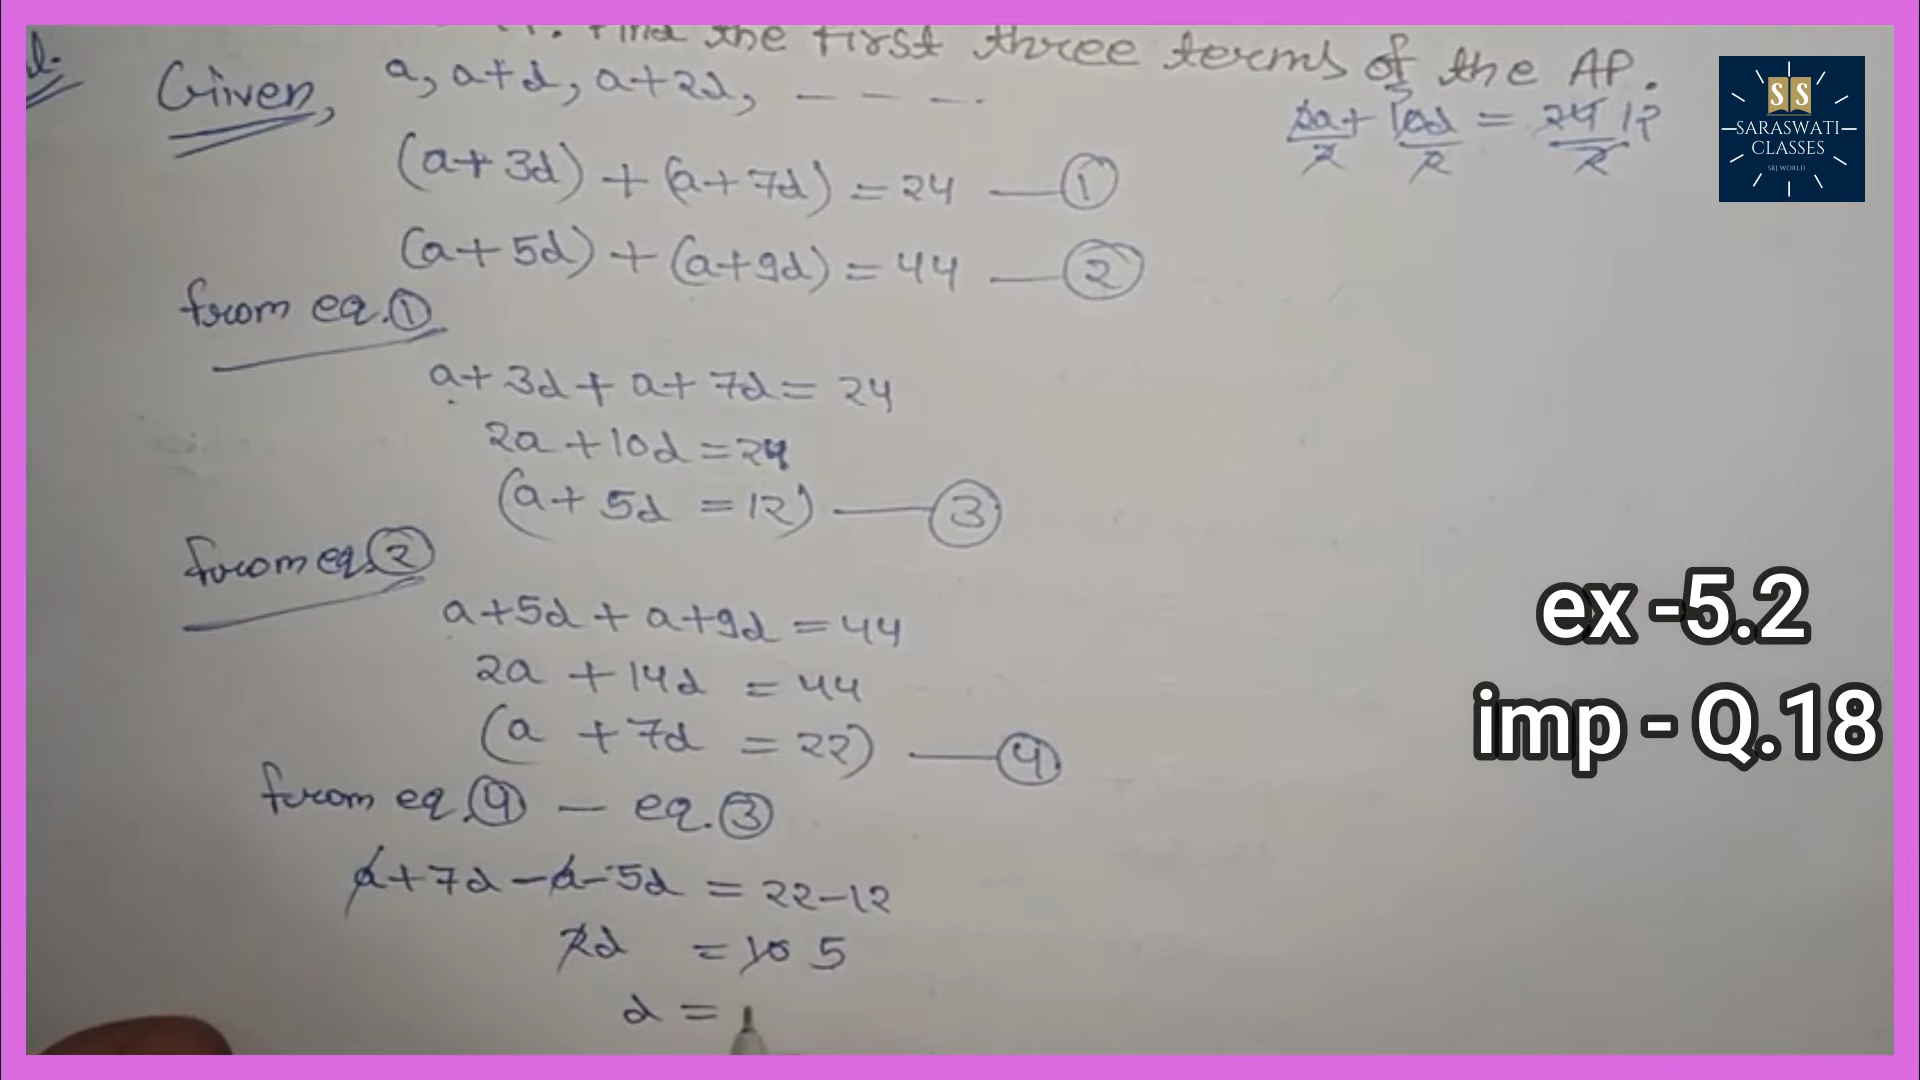 Find the first three terms of the AP.
Given, a, a+d, a+2d, - - - -
2a/2 + 10d/2 5 = 24/2 12
(a+3d) + (a+7d) = 24 — ①
(a+5d) + (a+9d) = 44 — ②
from eq.①
a+3d+a+7d=24
2a+10d=24
(a+5d=12) — ③
from eq.②
a+5d+a+9d=44
2a+14d=44
(a+7d=22) — ④
from eq.④ — eq.③
a+7d-a-5d=22-12
2d = 10 5
d =
SS
SARASWATI
CLASSES
SKJ WORLD
ex -5.2
imp - Q.18